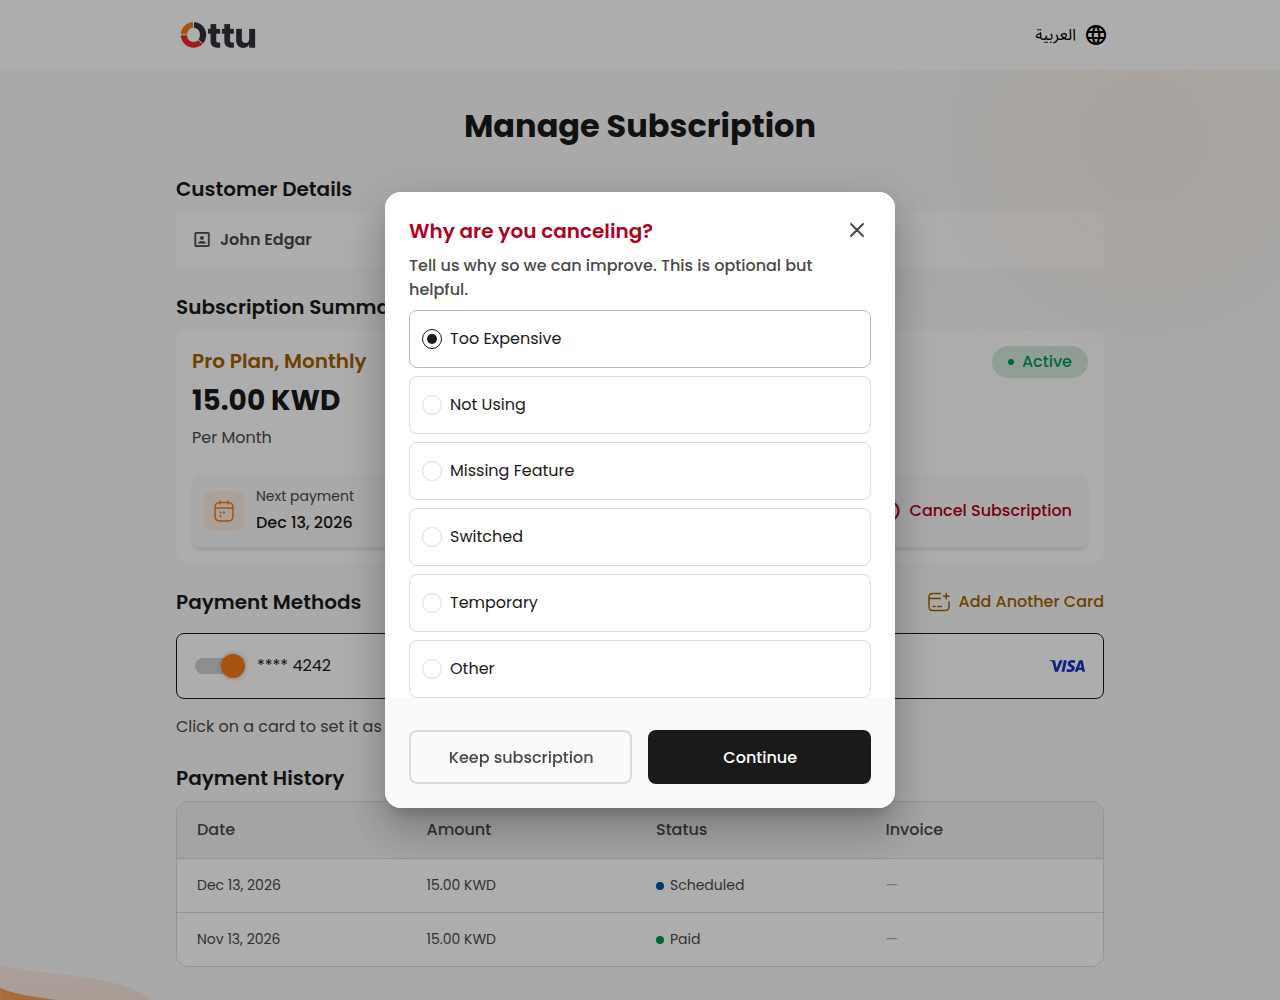 Ottu
العربية
Manage Subscription
Customer Details
John Edgar
Why are you canceling?
Tell us why so we can improve. This is optional but
helpful.
Too Expensive
Not Using
Missing Feature
Switched
Temporary
Other
Keep subscription
Continue
Subscription Summa
Pro Plan, Monthly
Active
15.00 KWD
Per Month
Next payment
Dec 13, 2026
Cancel Subscription
Payment Methods
Add Another Card
**** 4242
VISA
Click on a card to set it as
Payment History
Date Amount Status Invoice
Dec 13, 2026 15.00 KWD Scheduled —
Nov 13, 2026 15.00 KWD Paid —